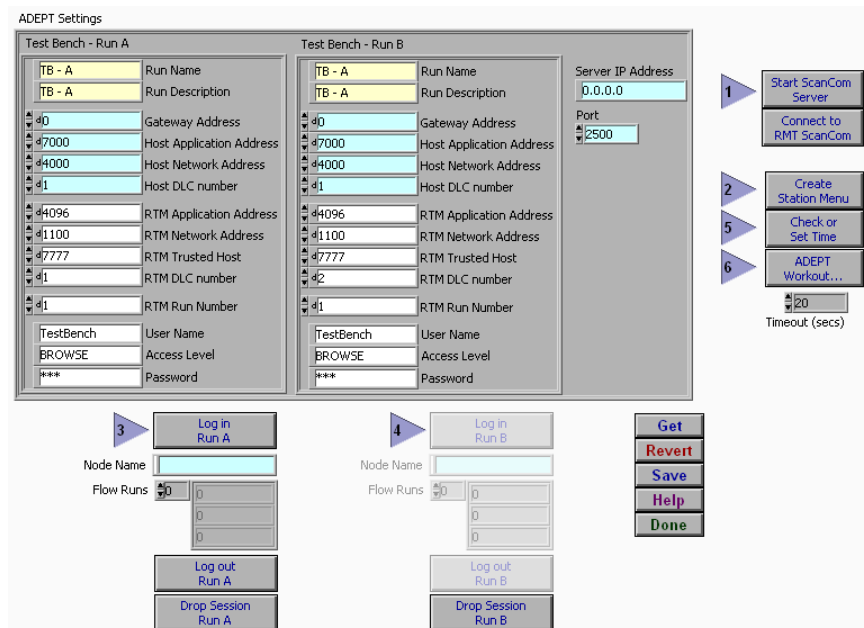 ADEPT Settings
Test Bench - Run A
TB - A Run Name
TB - A Run Description
d 0 Gateway Address
d 7000 Host Application Address
d 4000 Host Network Address
d 1 Host DLC number
d 4096 RTM Application Address
d 1100 RTM Network Address
d 7777 RTM Trusted Host
d 1 RTM DLC number
d 1 RTM Run Number
TestBench User Name
BROWSE Access Level
*** Password
Test Bench - Run B
TB - A Run Name
TB - A Run Description
d 0 Gateway Address
d 7000 Host Application Address
d 4000 Host Network Address
d 1 Host DLC number
d 4096 RTM Application Address
d 1100 RTM Network Address
d 7777 RTM Trusted Host
d 2 RTM DLC number
d 1 RTM Run Number
TestBench User Name
BROWSE Access Level
*** Password
Server IP Address
0.0.0.0
Port
2500
1
Start ScanCom
Server
Connect to
RMT ScanCom
2
Create
Station Menu
5
Check or
Set Time
6
ADEPT
Workout...
20
Timeout (secs)
3
Log in
Run A
Node Name
Flow Runs 0 0
0
0
Log out
Run A
Drop Session
Run A
4
Log in
Run B
Node Name
Flow Runs 0 0
0
0
Log out
Run B
Drop Session
Run B
Get
Revert
Save
Help
Done